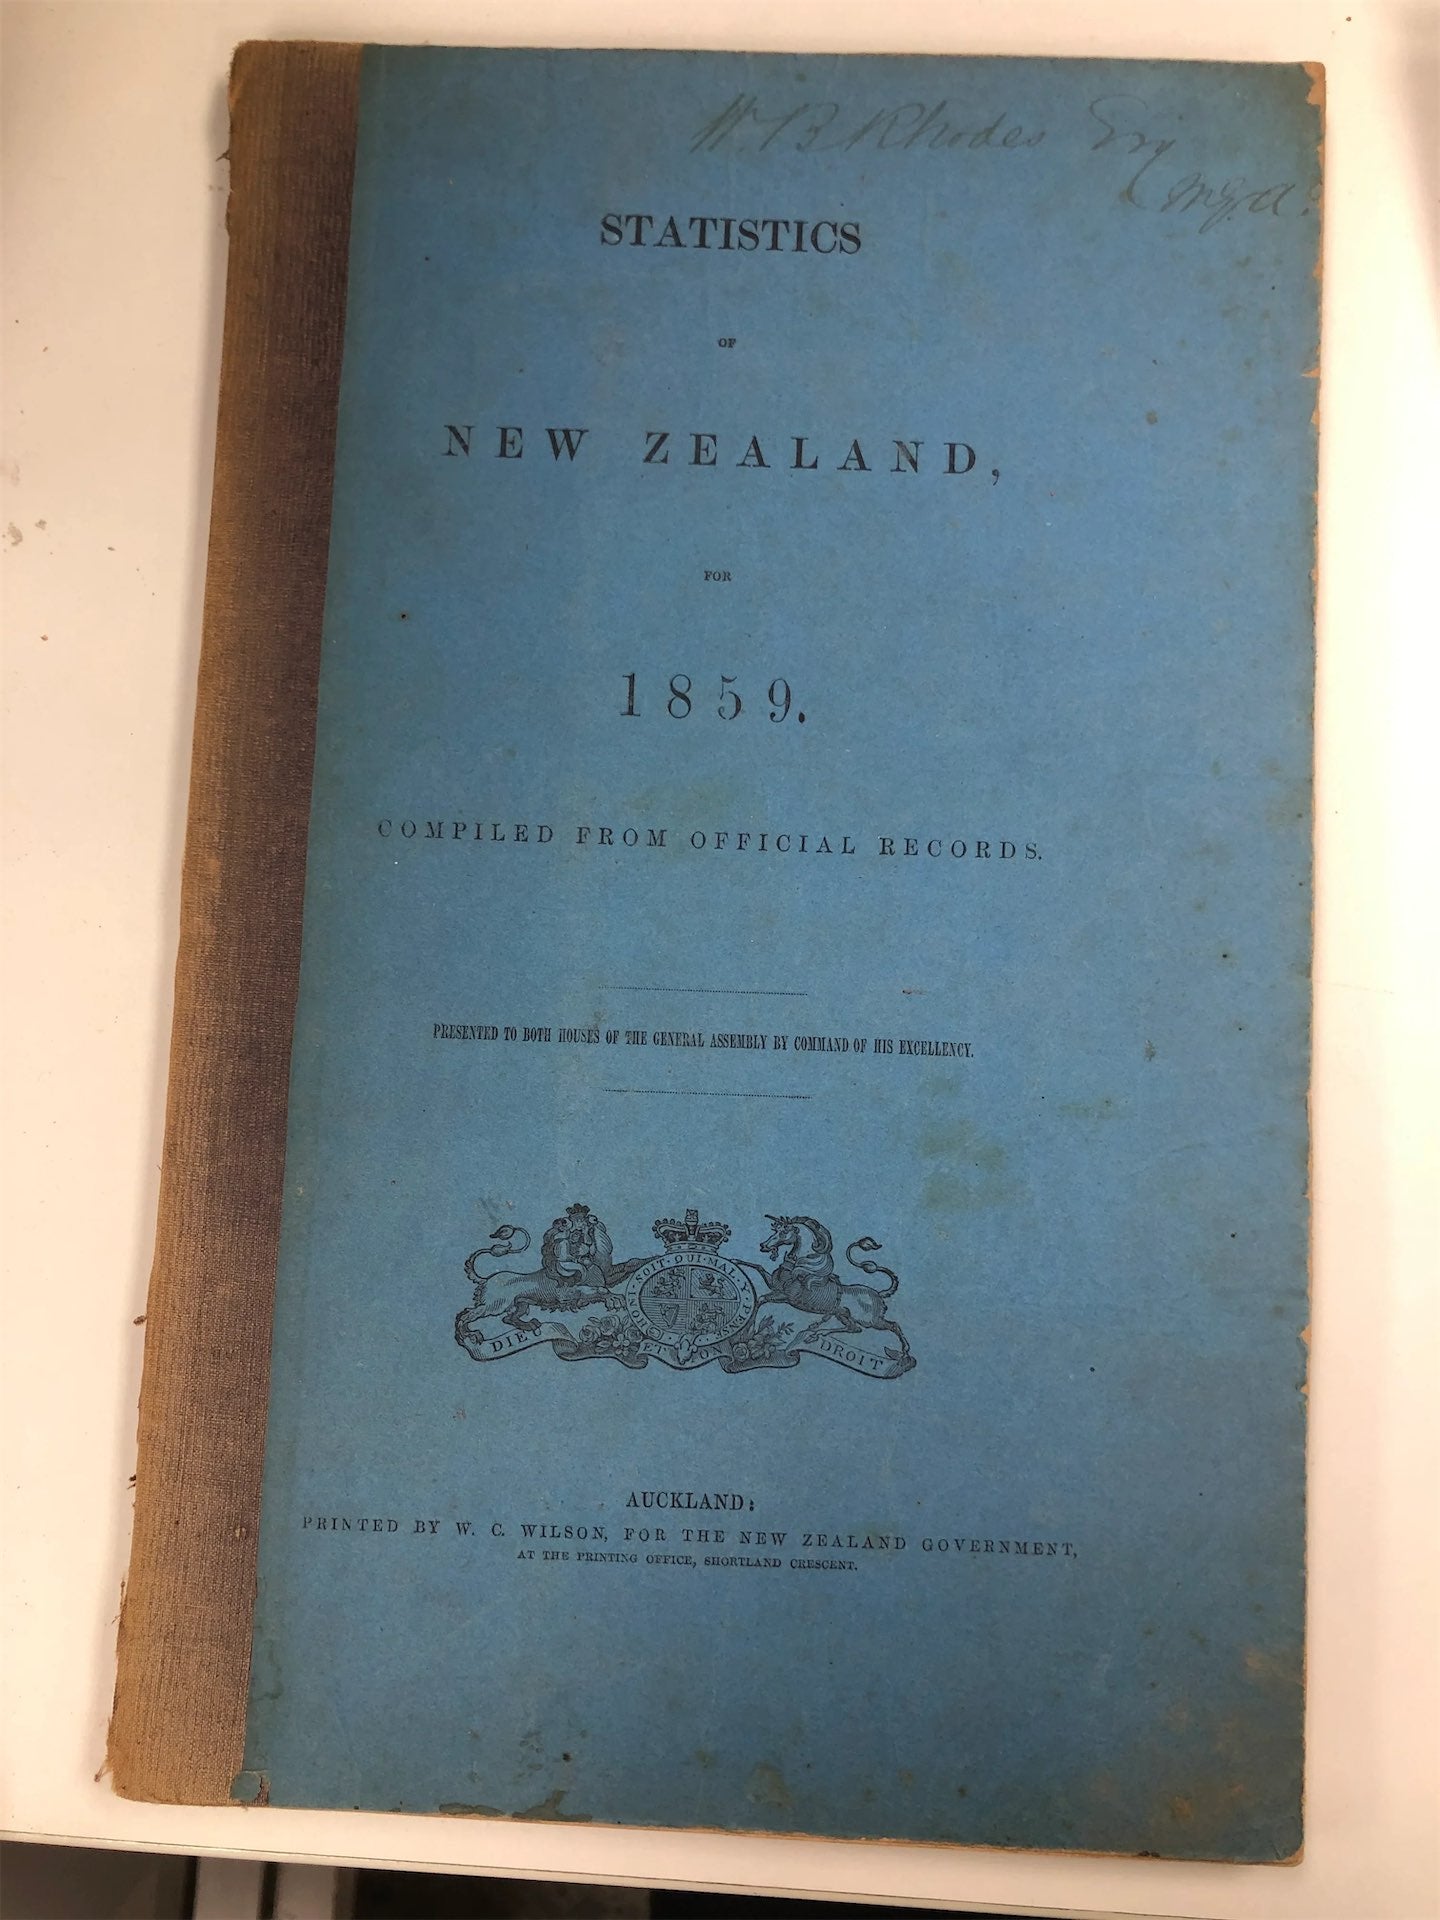 W. B. Rhodes Esq
M.G.A.
STATISTICS
OF
NEW ZEALAND,
FOR
1859.
COMPILED FROM OFFICIAL RECORDS.
PRESENTED TO BOTH HOUSES OF THE GENERAL ASSEMBLY BY COMMAND OF HIS EXCELLENCY.
HONI · SOIT · QUI · MAL · Y · PENSE
DIEU ET MON DROIT
AUCKLAND:
PRINTED BY W. C. WILSON, FOR THE NEW ZEALAND GOVERNMENT,
AT THE PRINTING OFFICE, SHORTLAND CRESCENT.